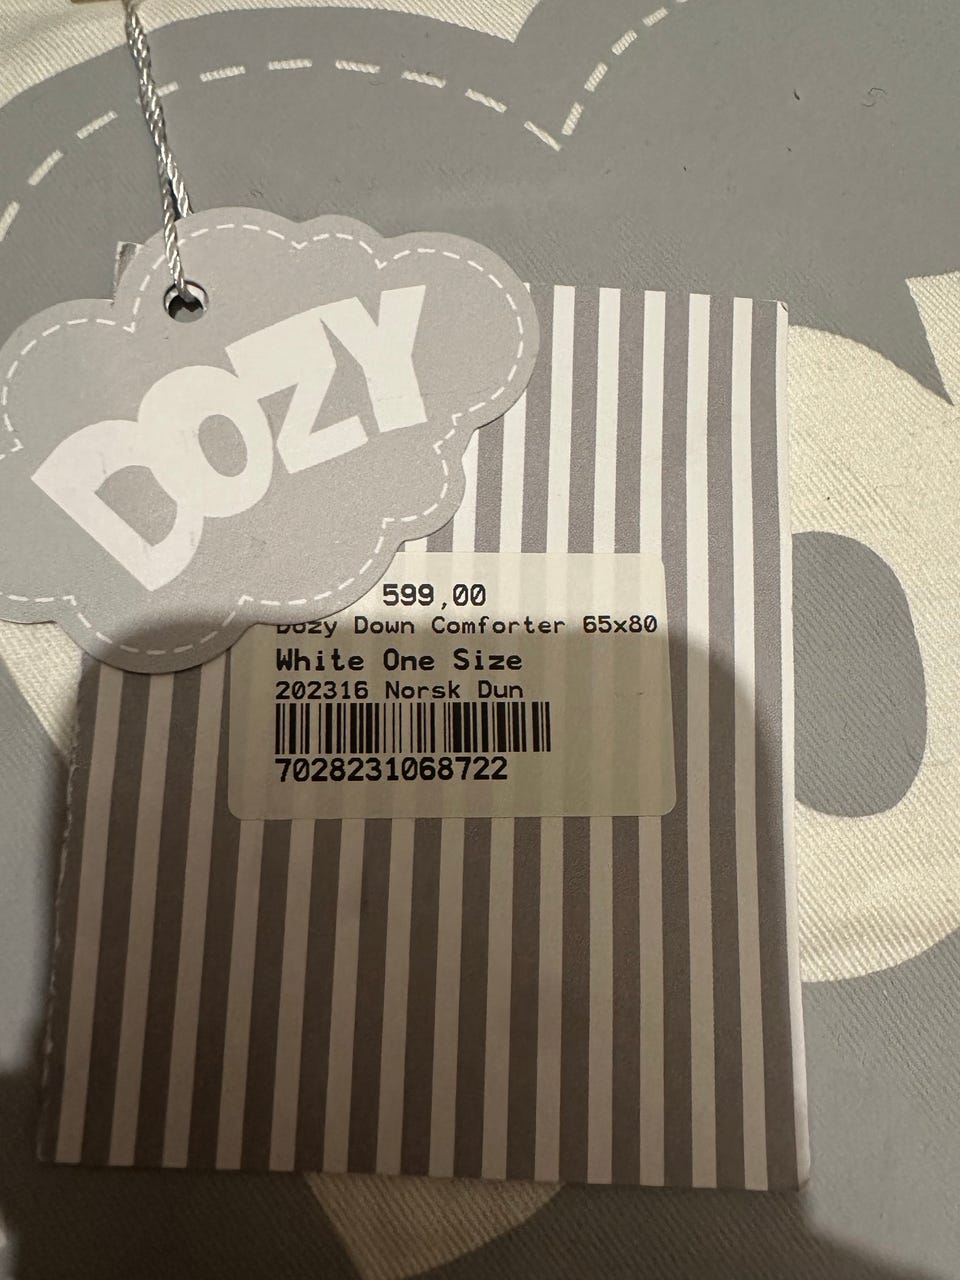 DOZY
599,00
Dozy Down Comforter 65x80
White One Size
202316 Norsk Dun
7028231068722